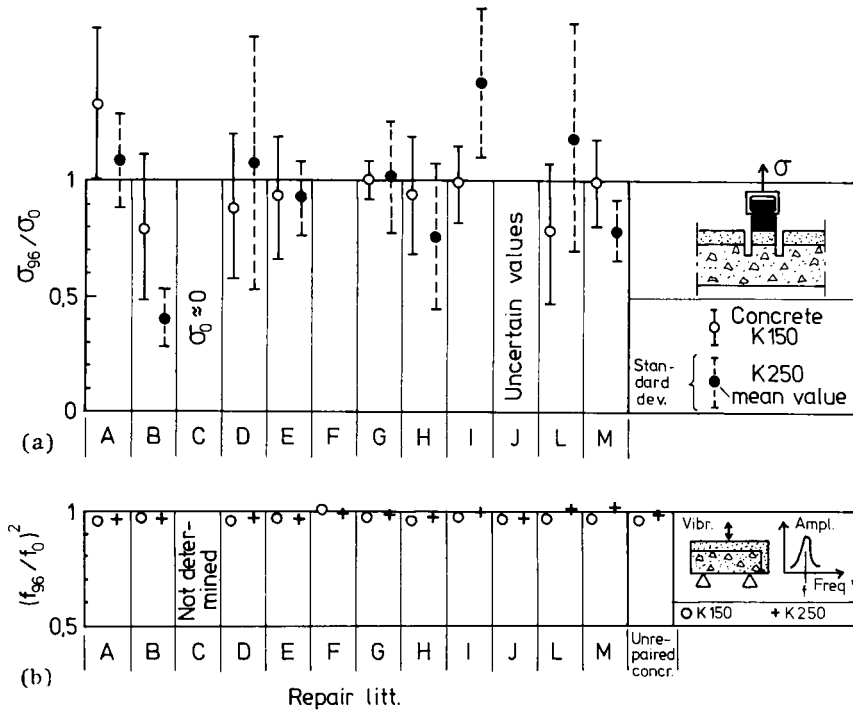 σ96/σ0
1
0,5
0
σ0 ≈ 0
Uncertain values
σ
Concrete
K150
Stan-
dard
dev.
K250
mean value
(a)
A B C D E F G H I J L M
(f96/f0)²
1
0,5
Not deter-
mined
Vibr.
Ampl.
f
Freq
K150 + K250
A B C D E F G H I J L M
Unre-
paired
concr.
(b)
Repair litt.